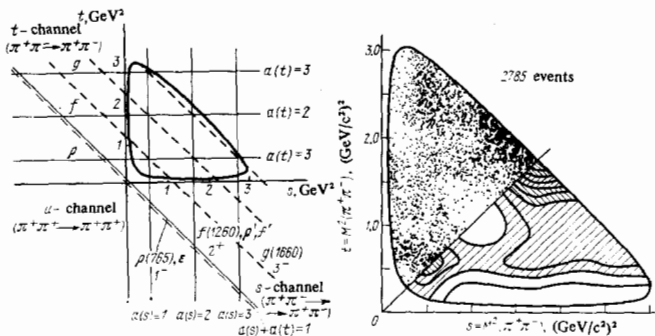 t, GeV²
t - channel
(π⁺π⁻→π⁺π⁻)
g
f
ρ
3
2
1
α(t) = 3
α(t) = 2
α(t) = 3
1
2
3
s, GeV²
u - channel
(π⁺π⁺→π⁺π⁺)
ρ(765), ε
1⁻
f(1260), ρ', f'
2⁺
g(1660)
3⁻
s - channel
(π⁺π⁻→
→π⁺π⁻)
α(s)=1 α(s)=2 α(s)=3
α(s)+α(t)=1
2785 events
t = M²(π⁺π⁻), (GeV/c²)²
3,0
2,0
1,0
0
s = M²(π⁺π⁻), (GeV/c²)²